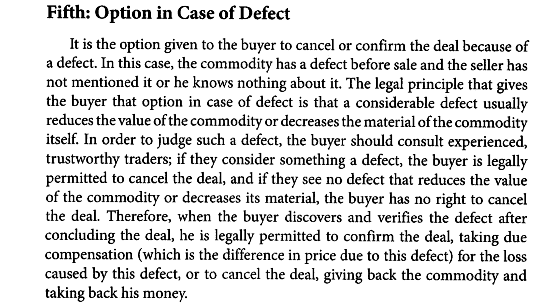 Fifth: Option in Case of Defect
It is the option given to the buyer to cancel or confirm the deal because of
a defect. In this case, the commodity has a defect before sale and the seller has
not mentioned it or he knows nothing about it. The legal principle that gives
the buyer that option in case of defect is that a considerable defect usually
reduces the value of the commodity or decreases the material of the commodity
itself. In order to judge such a defect, the buyer should consult experienced,
trustworthy traders; if they consider something a defect, the buyer is legally
permitted to cancel the deal, and if they see no defect that reduces the value
of the commodity or decreases its material, the buyer has no right to cancel
the deal. Therefore, when the buyer discovers and verifies the defect after
concluding the deal, he is legally permitted to confirm the deal, taking due
compensation (which is the difference in price due to this defect) for the loss
caused by this defect, or to cancel the deal, giving back the commodity and
taking back his money.